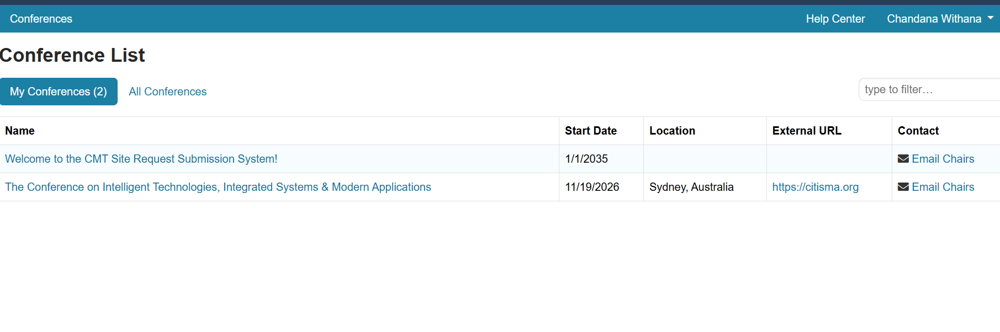 Conferences Help Center Chandana Withana
Conference List
My Conferences (2) All Conferences type to filter...
Name Start Date Location External URL Contact
Welcome to the CMT Site Request Submission System! 1/1/2035 Email Chairs
The Conference on Intelligent Technologies, Integrated Systems & Modern Applications 11/19/2026 Sydney, Australia https://citisma.org Email Chairs